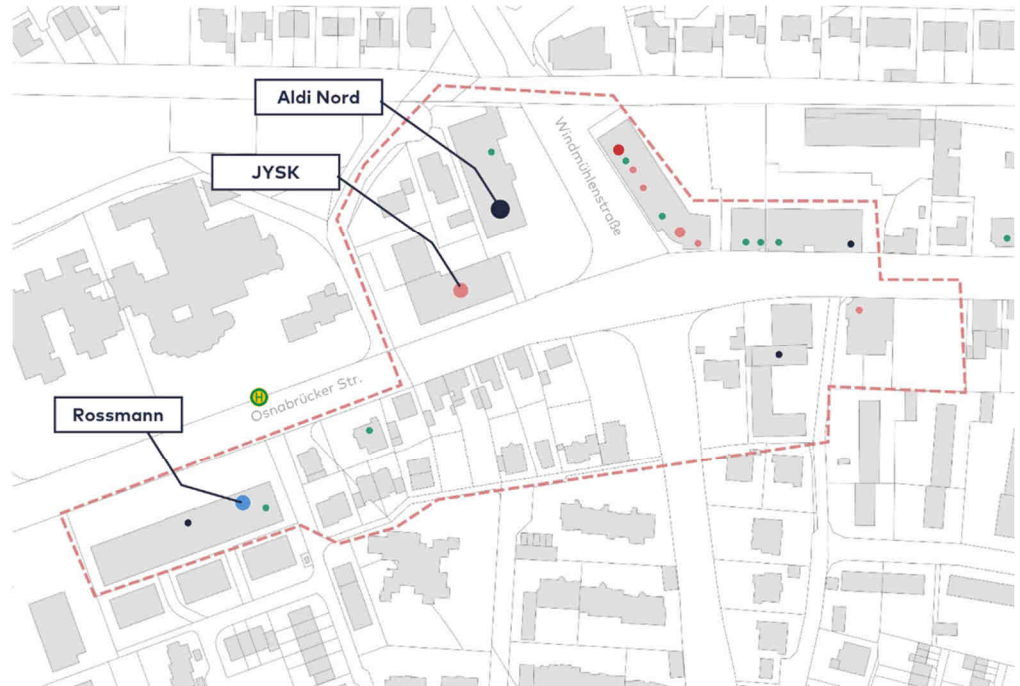 Aldi Nord
JYSK
Windmühlenstraße
H
Osnabrücker Str.
Rossmann